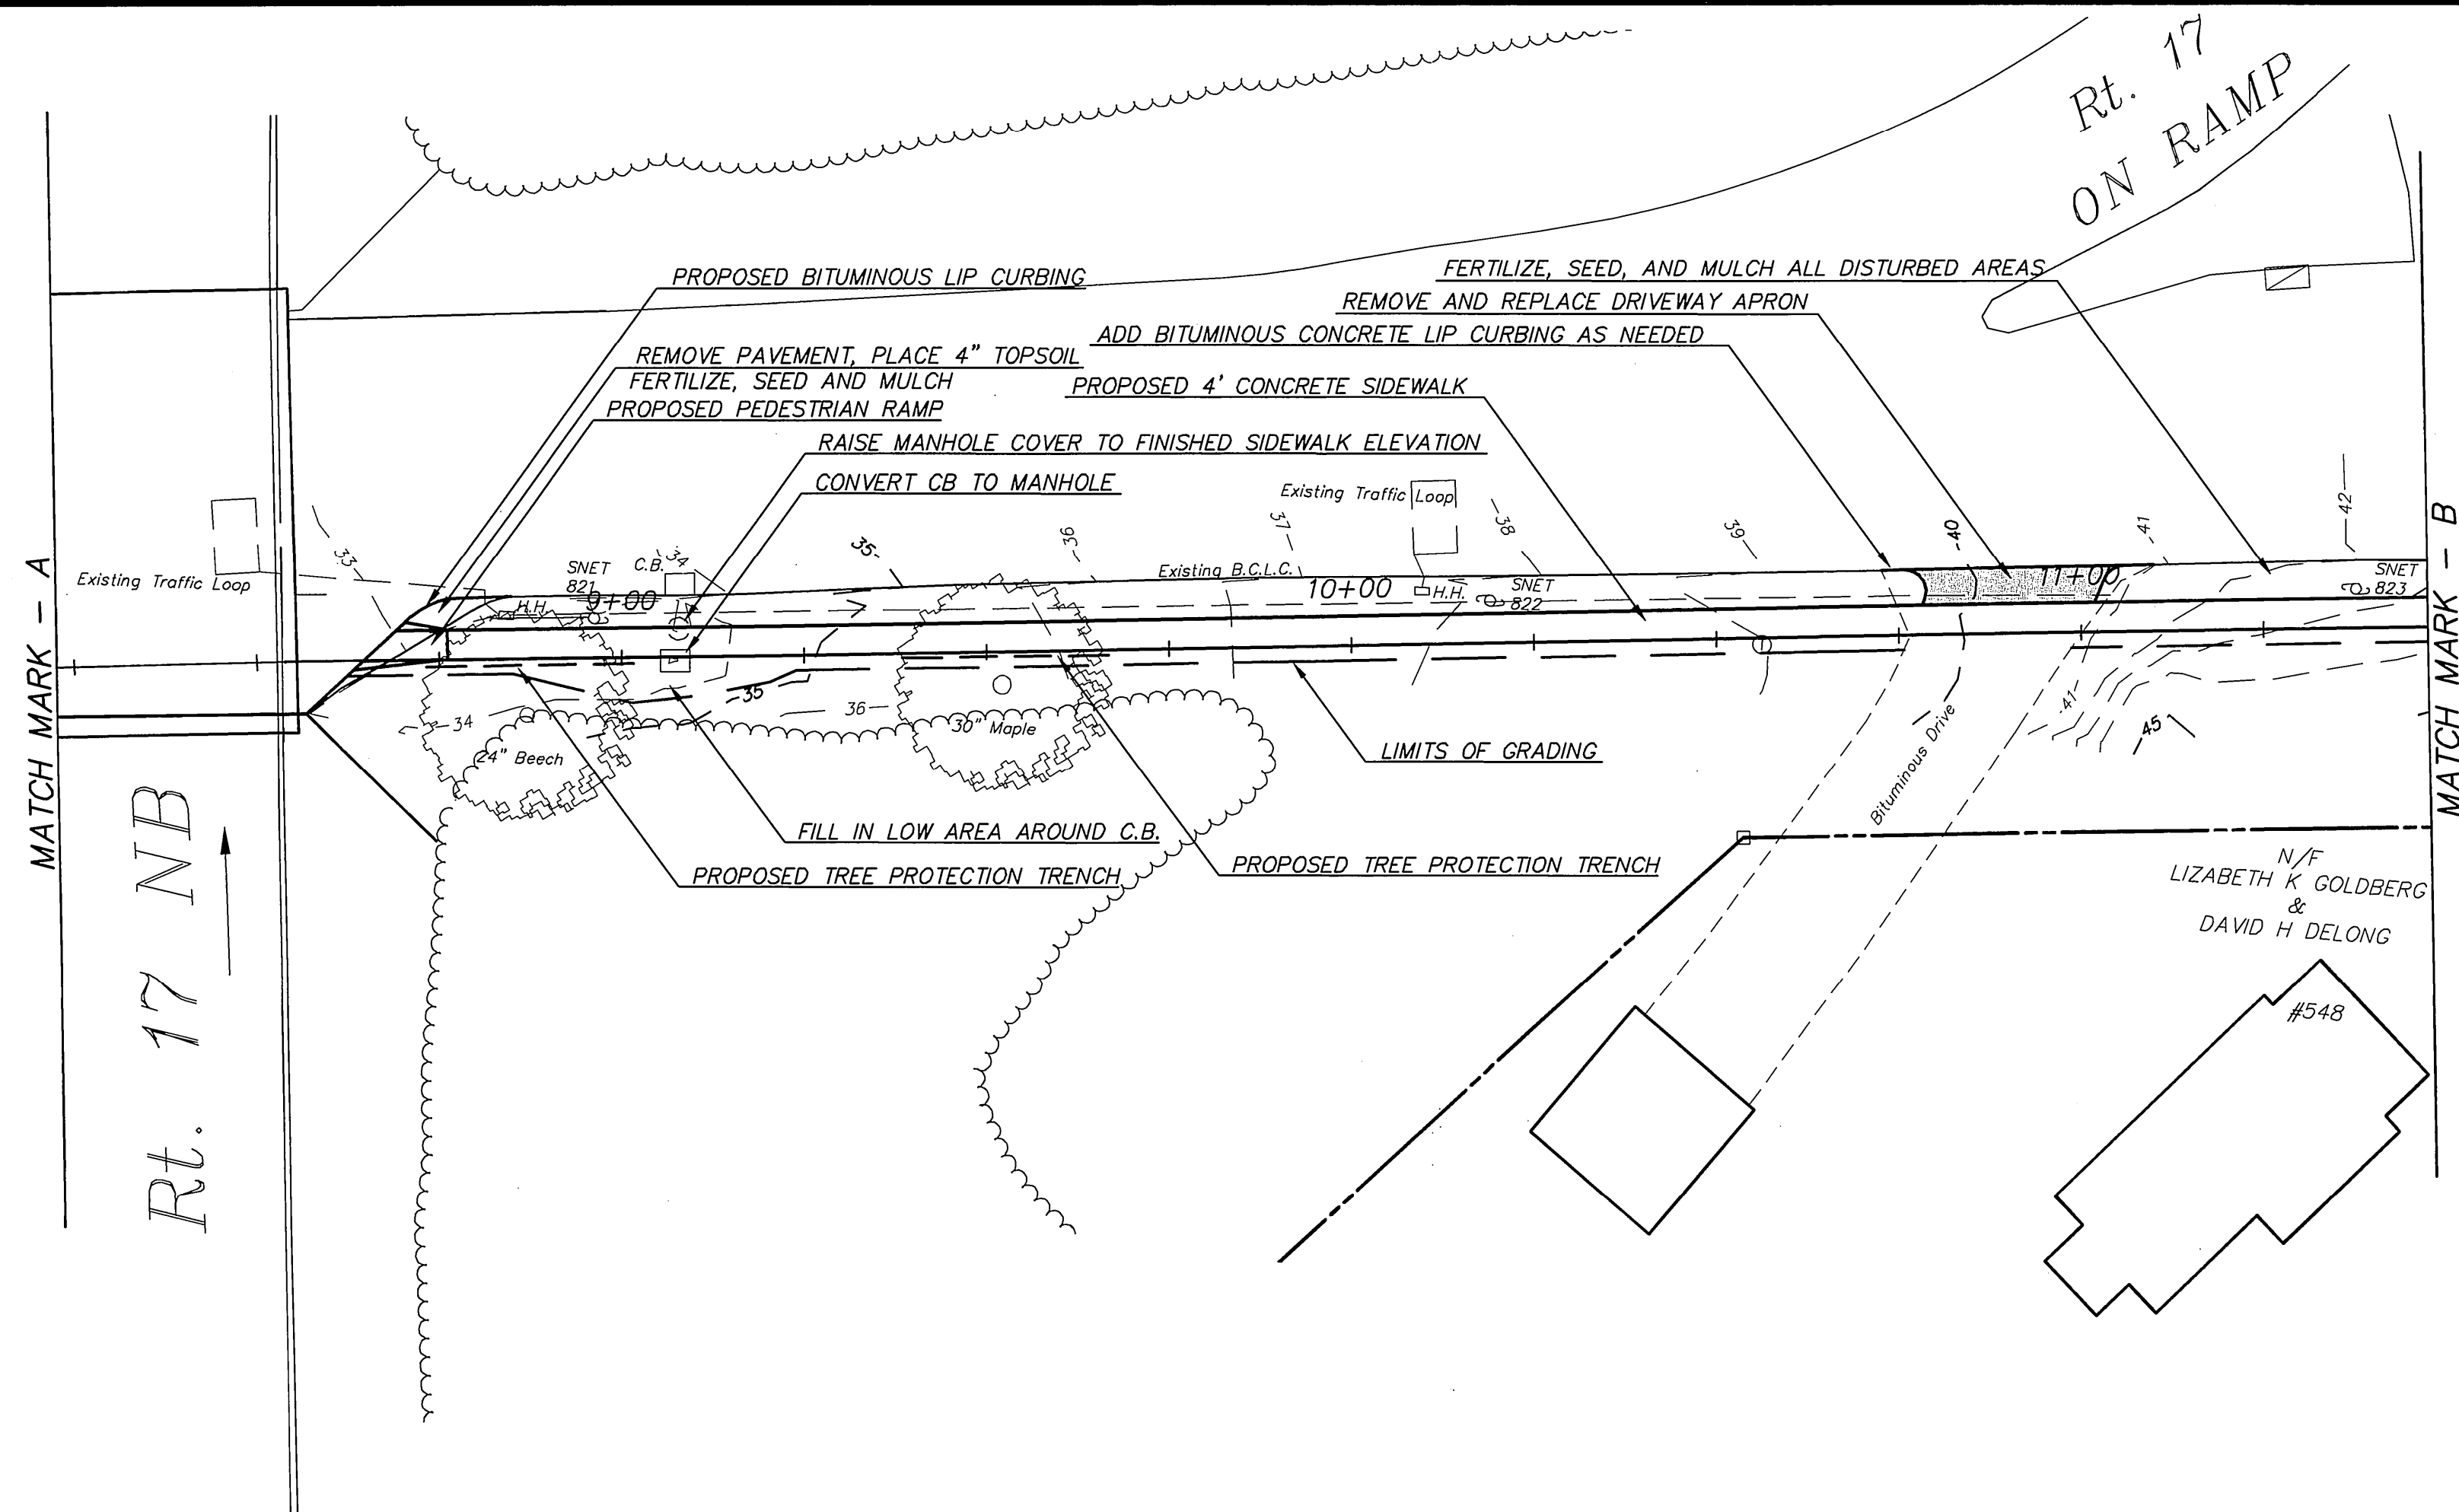 Rt. 17
ON RAMP
PROPOSED BITUMINOUS LIP CURBING
FERTILIZE, SEED, AND MULCH ALL DISTURBED AREAS
REMOVE AND REPLACE DRIVEWAY APRON
ADD BITUMINOUS CONCRETE LIP CURBING AS NEEDED
REMOVE PAVEMENT, PLACE 4" TOPSOIL
FERTILIZE, SEED AND MULCH
PROPOSED 4' CONCRETE SIDEWALK
PROPOSED PEDESTRIAN RAMP
RAISE MANHOLE COVER TO FINISHED SIDEWALK ELEVATION
CONVERT CB TO MANHOLE
Existing Traffic Loop
37
38
39
40
41
42
36
35
34
33
Existing Traffic Loop
SNET
821
C.B.
Existing B.C.L.C.
H.H.
9+00
10+00
H.H.
SNET
822
11+00
SNET
823
MATCH MARK - A
MATCH MARK - B
34
35
36
41
45
24" Beech
30" Maple
LIMITS OF GRADING
Bituminous Drive
FILL IN LOW AREA AROUND C.B.
PROPOSED TREE PROTECTION TRENCH
PROPOSED TREE PROTECTION TRENCH
N/F
LIZABETH K GOLDBERG
&
DAVID H DELONG
#548
Rt. 17 NB